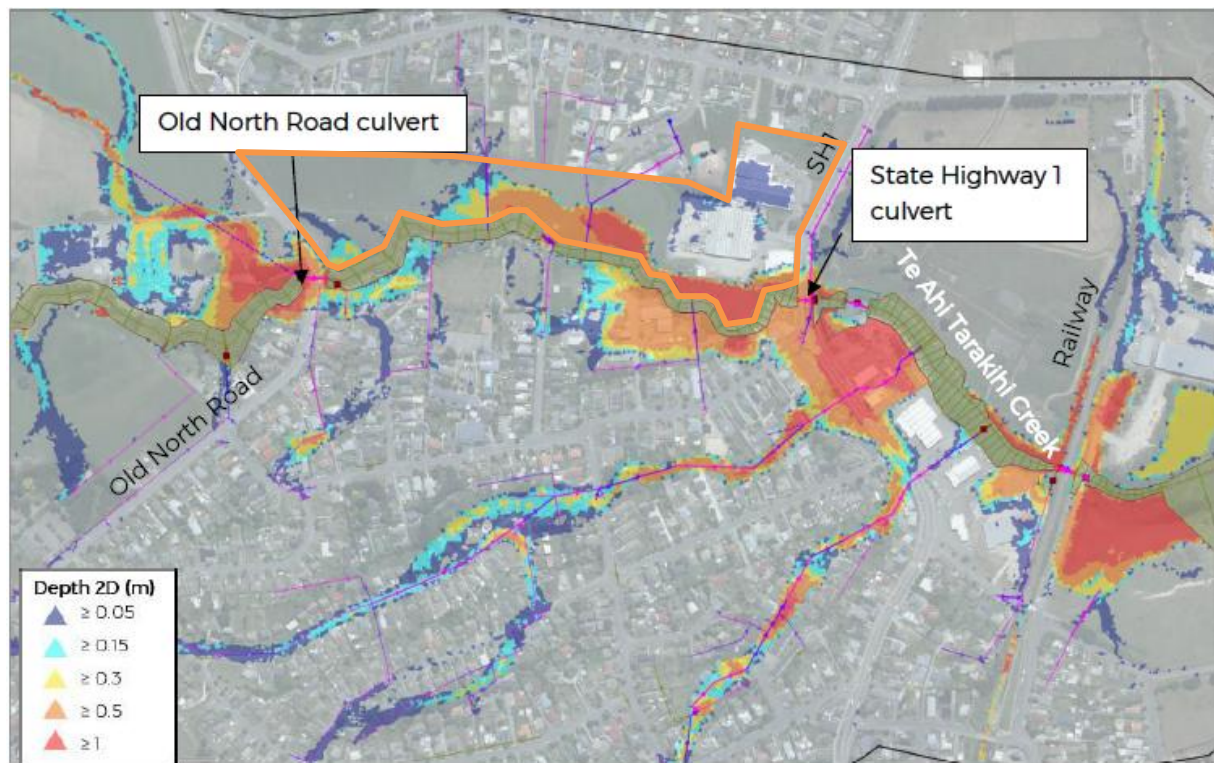 Old North Road culvert
SH1
State Highway 1
culvert
Te Ahi Tarakihi Creek
Railway
Old North Road
Depth 2D (m)
≥ 0.05
≥ 0.15
≥ 0.3
≥ 0.5
≥ 1